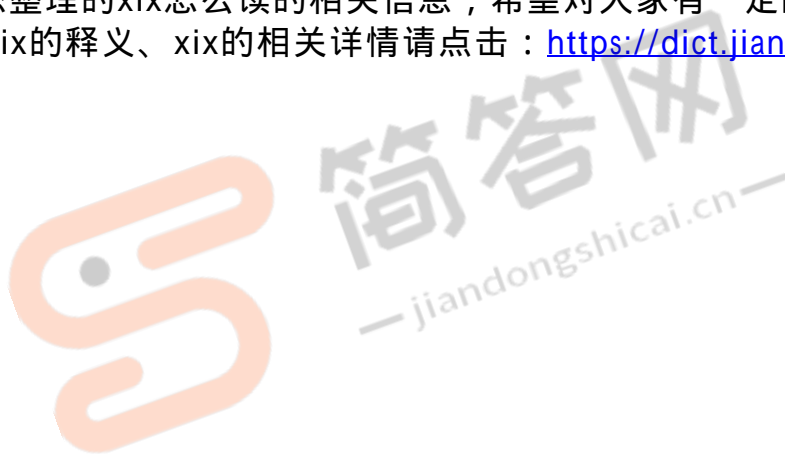 整理的xix怎么读的相关信息，希望对大家有一定
ix的释义、xix的相关详情请点击：https://dict.jian
简答网
jiandongshicai.cn